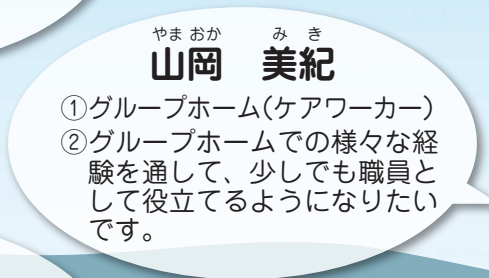 やまおか　みき
山岡　美紀
①グループホーム(ケアワーカー)
②グループホームでの様々な経
験を通して、少しでも職員と
して役立てるようになりたい
です。